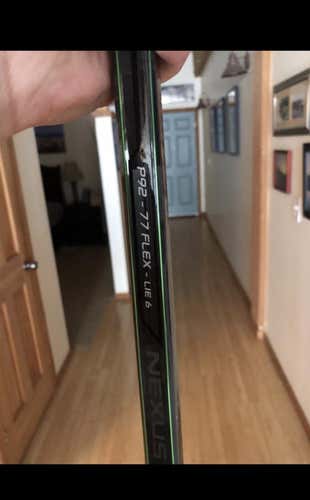 P92 - 77 FLEX - LIE 6
NEXUS